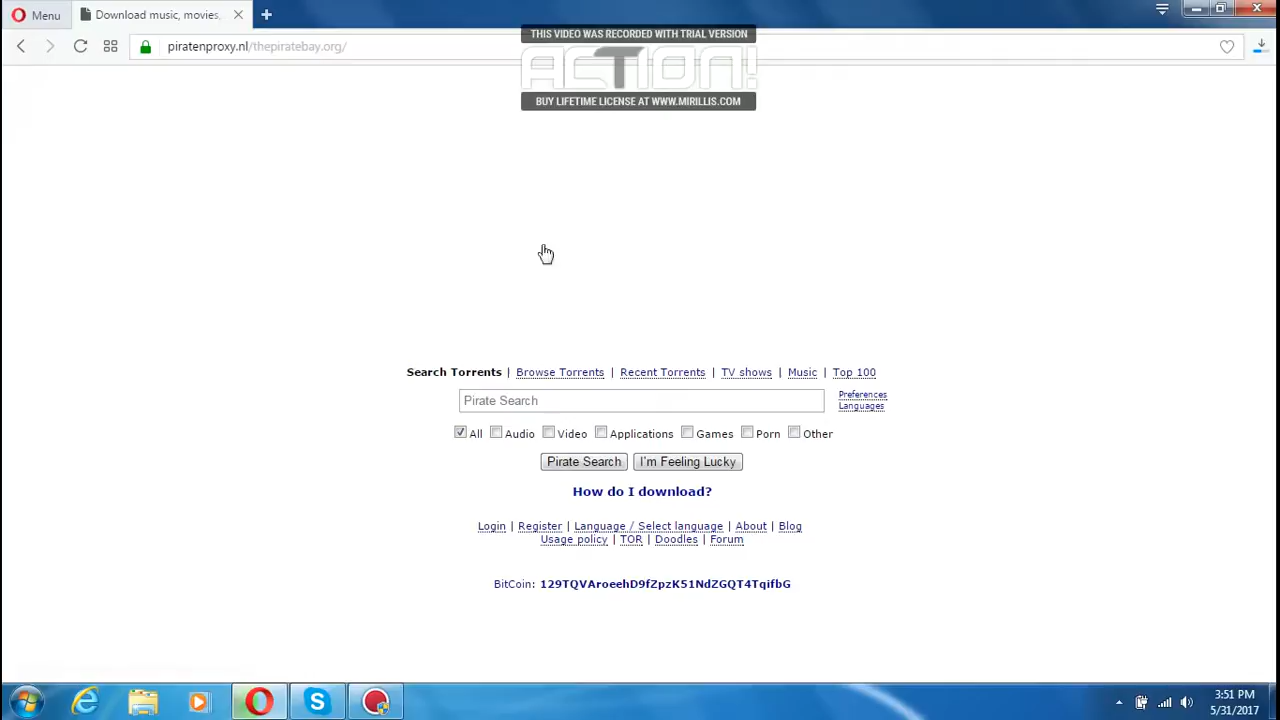 Menu
Download music, movies,
piratenproxy.nl/thepiratebay.org/
THIS VIDEO WAS RECORDED WITH TRIAL VERSION
ACTION!
BUY LIFETIME LICENSE AT WWW.MIRILLIS.COM
Search Torrents | Browse Torrents | Recent Torrents | TV shows | Music | Top 100
Pirate Search
Preferences
Languages
All Audio Video Applications Games Porn Other
Pirate Search I'm Feeling Lucky
How do I download?
Login | Register | Language / Select language | About | Blog
Usage policy | TOR | Doodles | Forum
BitCoin: 129TQVAroeehD9fZpzK51NdZGQT4TqifbG
3:51 PM
5/31/2017